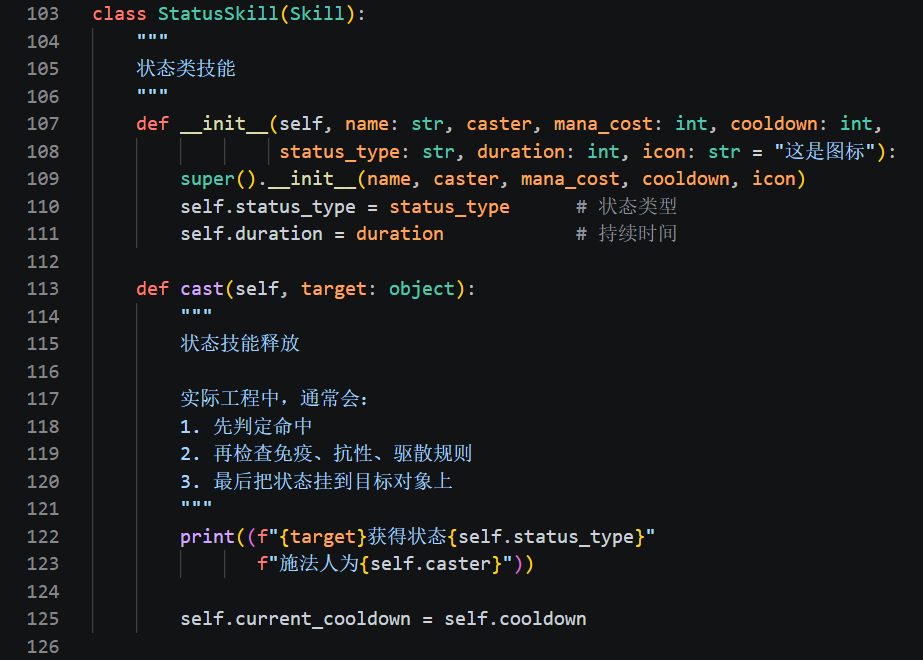 103 class StatusSkill(Skill):
104     """
105     状态类技能
106     """
107     def __init__(self, name: str, caster, mana_cost: int, cooldown: int,
108                  status_type: str, duration: int, icon: str = "这是图标"):
109         super().__init__(name, caster, mana_cost, cooldown, icon)
110         self.status_type = status_type      # 状态类型
111         self.duration = duration            # 持续时间
112
113     def cast(self, target: object):
114         """
115         状态技能释放
116
117         实际工程中，通常会：
118         1. 先判定命中
119         2. 再检查免疫、抗性、驱散规则
120         3. 最后把状态挂到目标对象上
121         """
122         print((f"{target}获得状态{self.status_type}"
123                f"施法人为{self.caster}"))
124
125         self.current_cooldown = self.cooldown
126